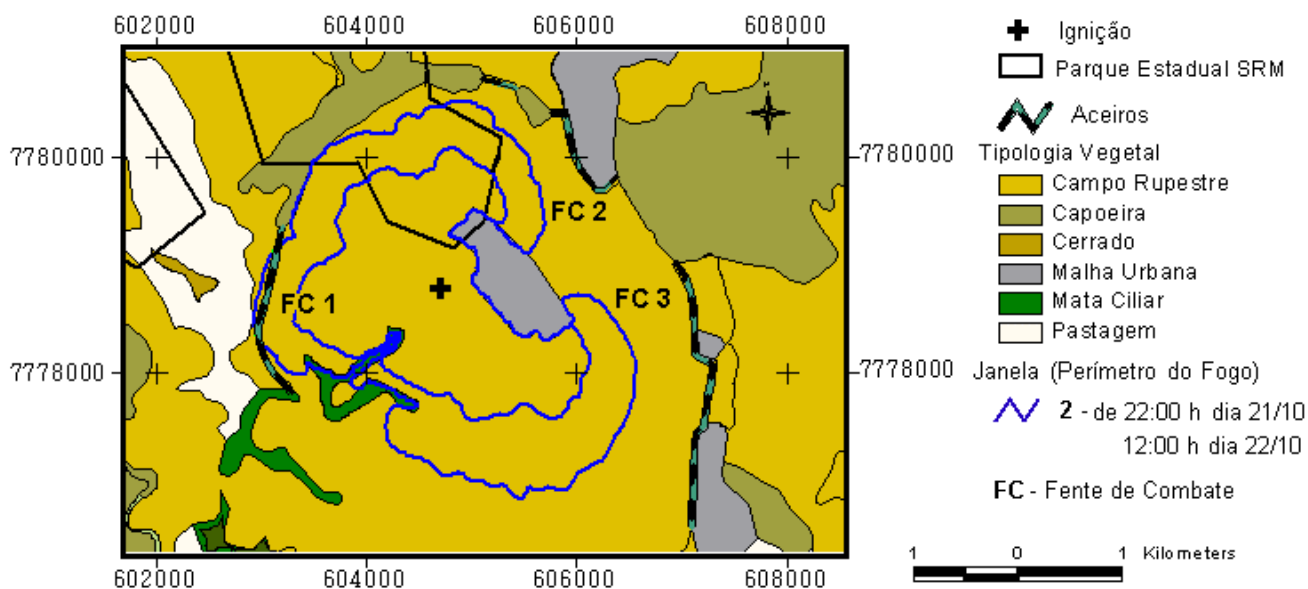 602000 604000 606000 608000
7780000 7780000
7778000 7778000
FC 1
FC 2
FC 3
602000 604000 606000 608000
Ignição
Parque Estadual SRM
Aceiros
Tipologia Vegetal
Campo Rupestre
Capoeira
Cerrado
Malha Urbana
Mata Ciliar
Pastagem
Janela (Perímetro do Fogo)
2 - de 22:00 h dia 21/10
12:00 h dia 22/10
FC - Fente de Combate
1 0 1 Kilometers